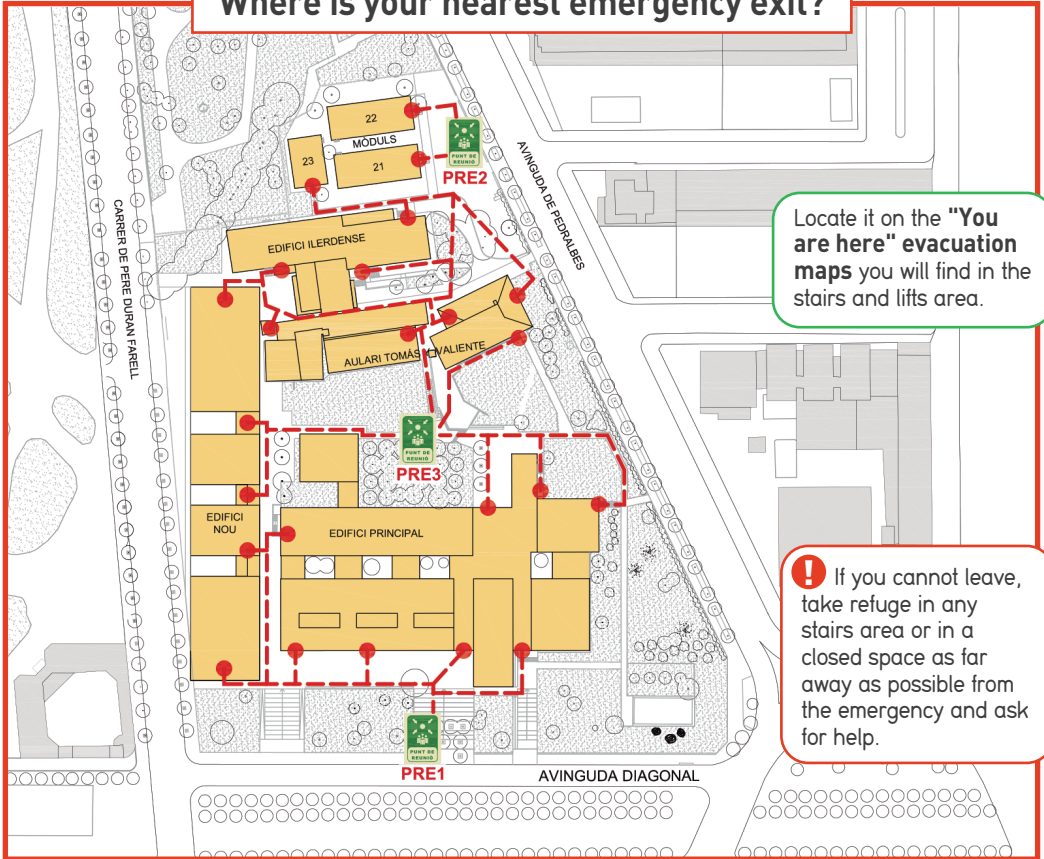 Where is your nearest emergency exit?
22
MÒDULS
23
21
PUNT DE
REUNIÓ
PRE2
AVINGUDA DE PEDRALBES
CARRER DE PERE DURAN FARELL
EDIFICI ILERDENSE
Locate it on the "You
are here" evacuation
maps you will find in the
stairs and lifts area.
AULARI TOMÁS Y VALIENTE
PUNT DE
REUNIÓ
PRE3
EDIFICI
NOU
EDIFICI PRINCIPAL
! If you cannot leave,
take refuge in any
stairs area or in a
closed space as far
away as possible from
the emergency and ask
for help.
PUNT DE
REUNIÓ
PRE1
AVINGUDA DIAGONAL